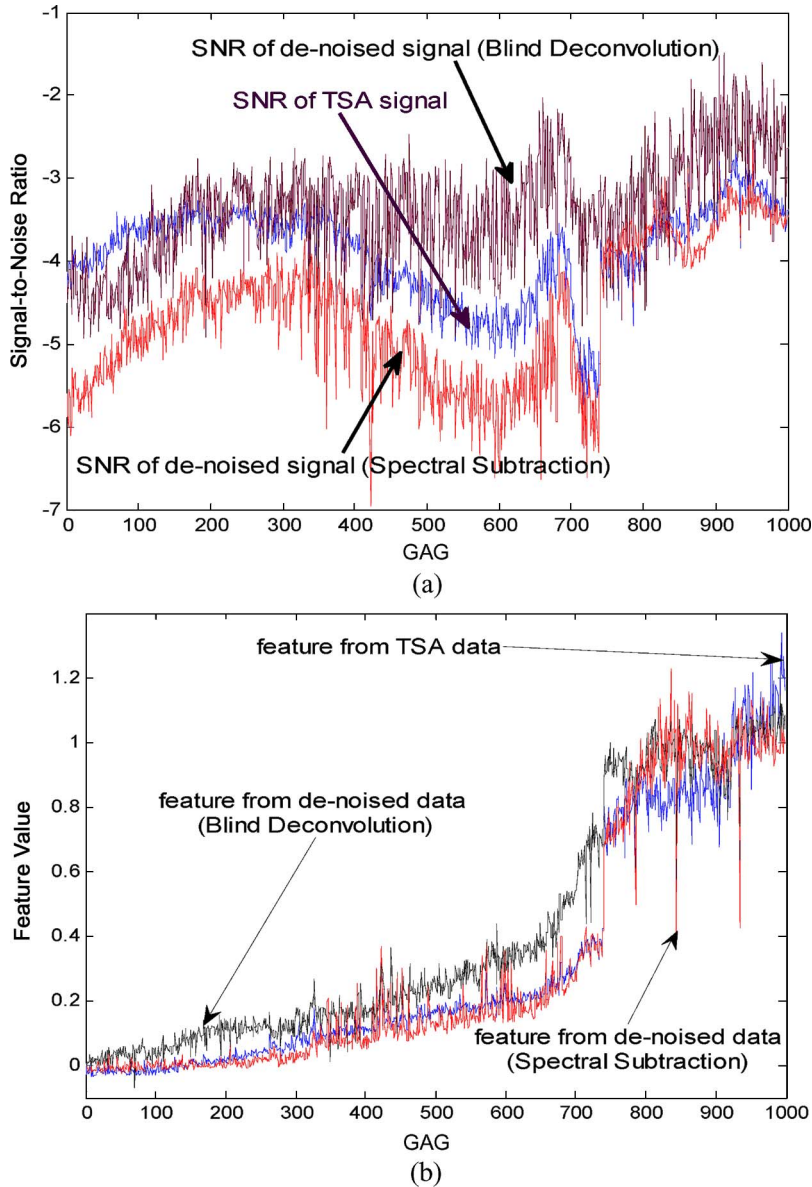 -1
SNR of de-noised signal (Blind Deconvolution)
-2
SNR of TSA signal
-3
Signal-to-Noise Ratio
-4
-5
-6
SNR of de-noised signal (Spectral Subtraction)
-7
0 100 200 300 400 500 600 700 800 900 1000
GAG
(a)
feature from TSA data
1.2
1
feature from de-noised data
(Blind Deconvolution)
0.8
Feature Value
0.6
0.4
0.2
feature from de-noised data
(Spectral Subtraction)
0
0 100 200 300 400 500 600 700 800 900 1000
GAG
(b)